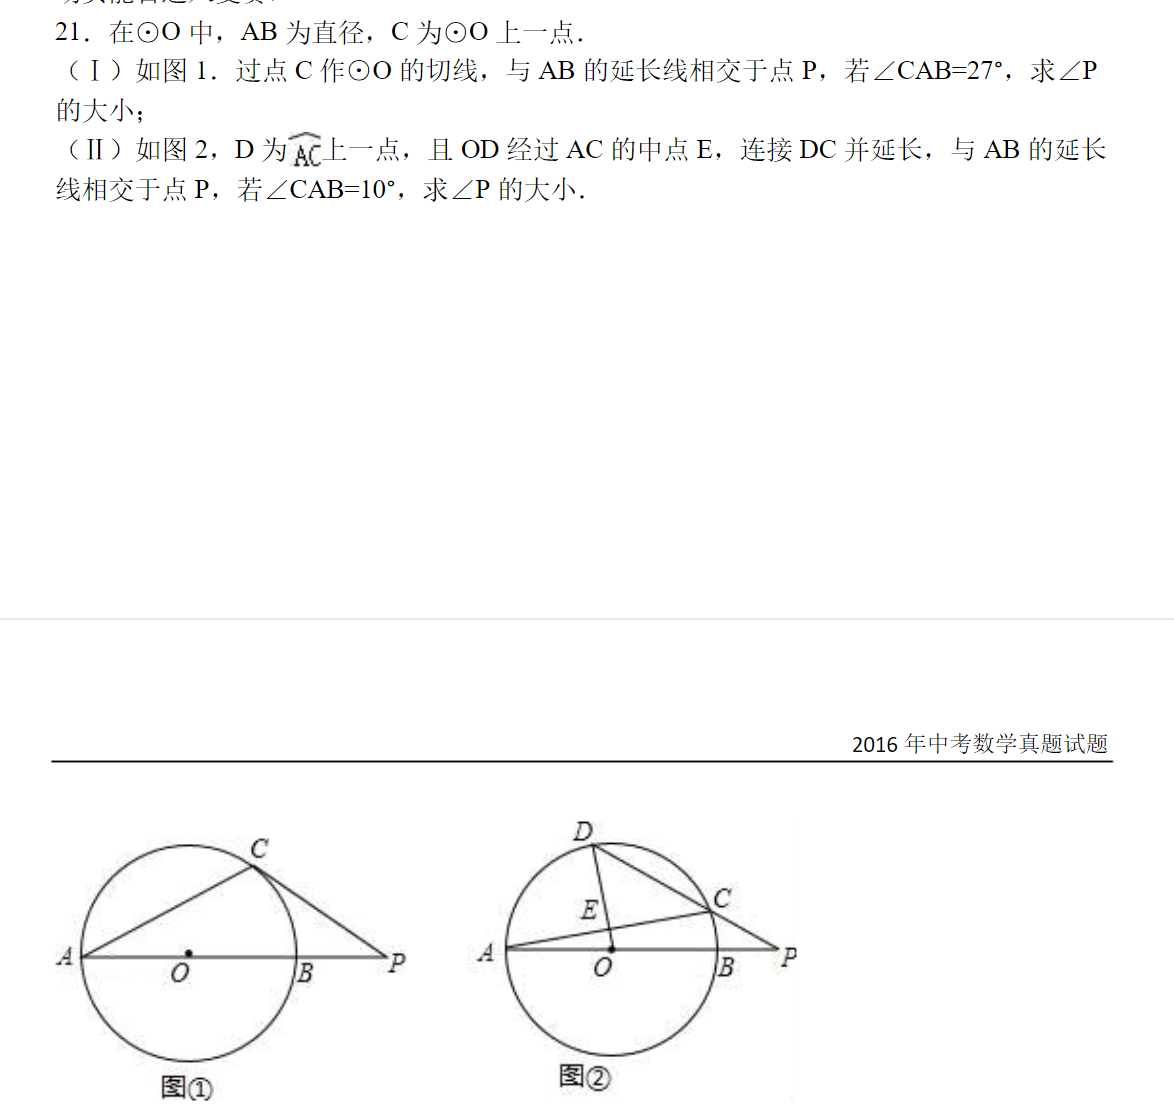 21．在⊙O 中，AB 为直径，C 为⊙O 上一点．
（Ⅰ）如图 1．过点 C 作⊙O 的切线，与 AB 的延长线相交于点 P，若∠CAB=27°，求∠P
的大小；
（Ⅱ）如图 2，D 为AC上一点，且 OD 经过 AC 的中点 E，连接 DC 并延长，与 AB 的延长
线相交于点 P，若∠CAB=10°，求∠P 的大小．
2016 年中考数学真题试题
C
A
O
B
P
图①
D
E
C
A
O
B
P
图②